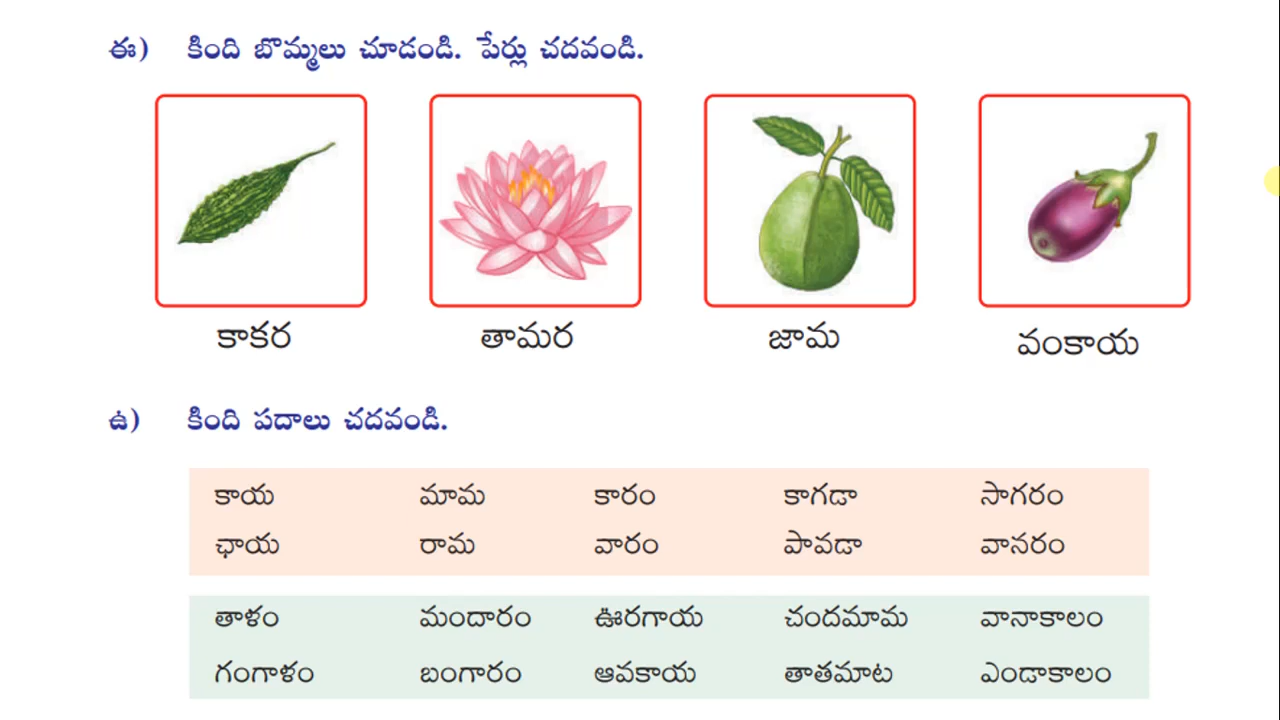 ఈ) కింది బొమ్మలు చూడండి. పేర్లు చదవండి.
కాకర తామర జామ వంకాయ
ఉ) కింది పదాలు చదవండి.
కాయ మామ కారం కాగడా సాగరం
ఛాయ రామ వారం పావడా వానరం
తాళం మందారం ఊరగాయ చందమామ వానాకాలం
గంగాళం బంగారం ఆవకాయ తాతమాట ఎండాకాలం